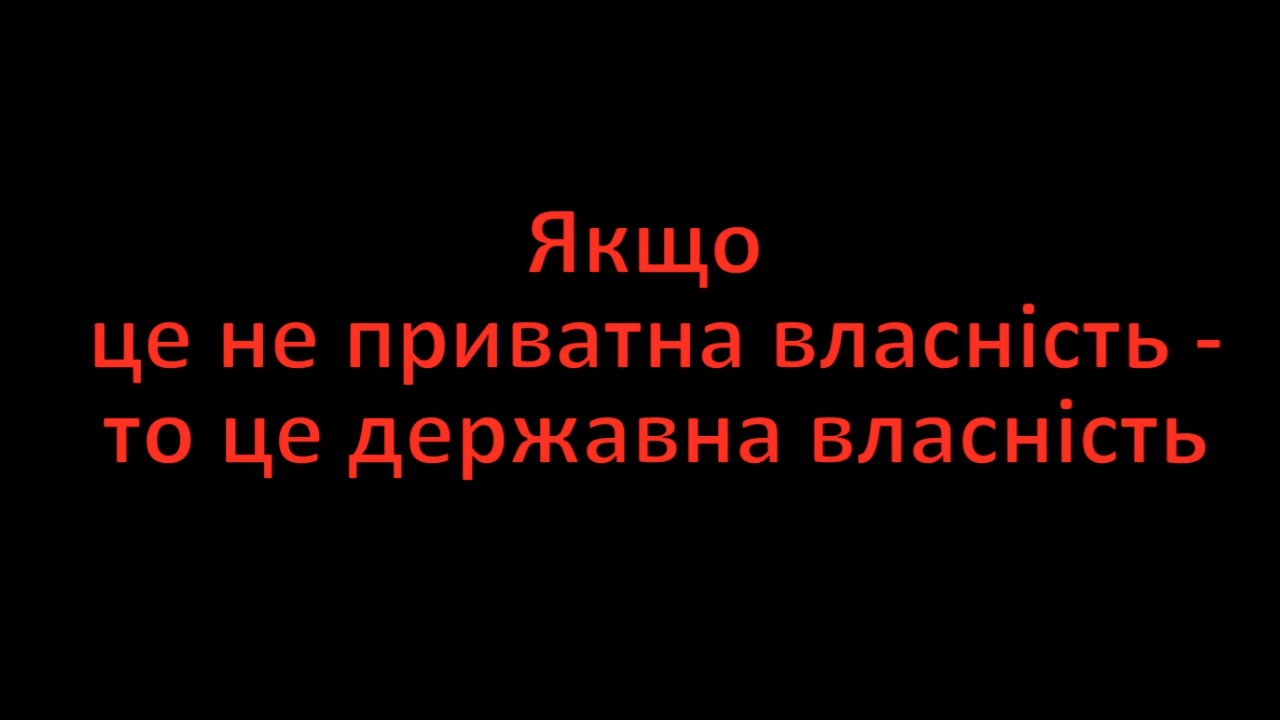 Якщо
це не приватна власність -
то це державна власність